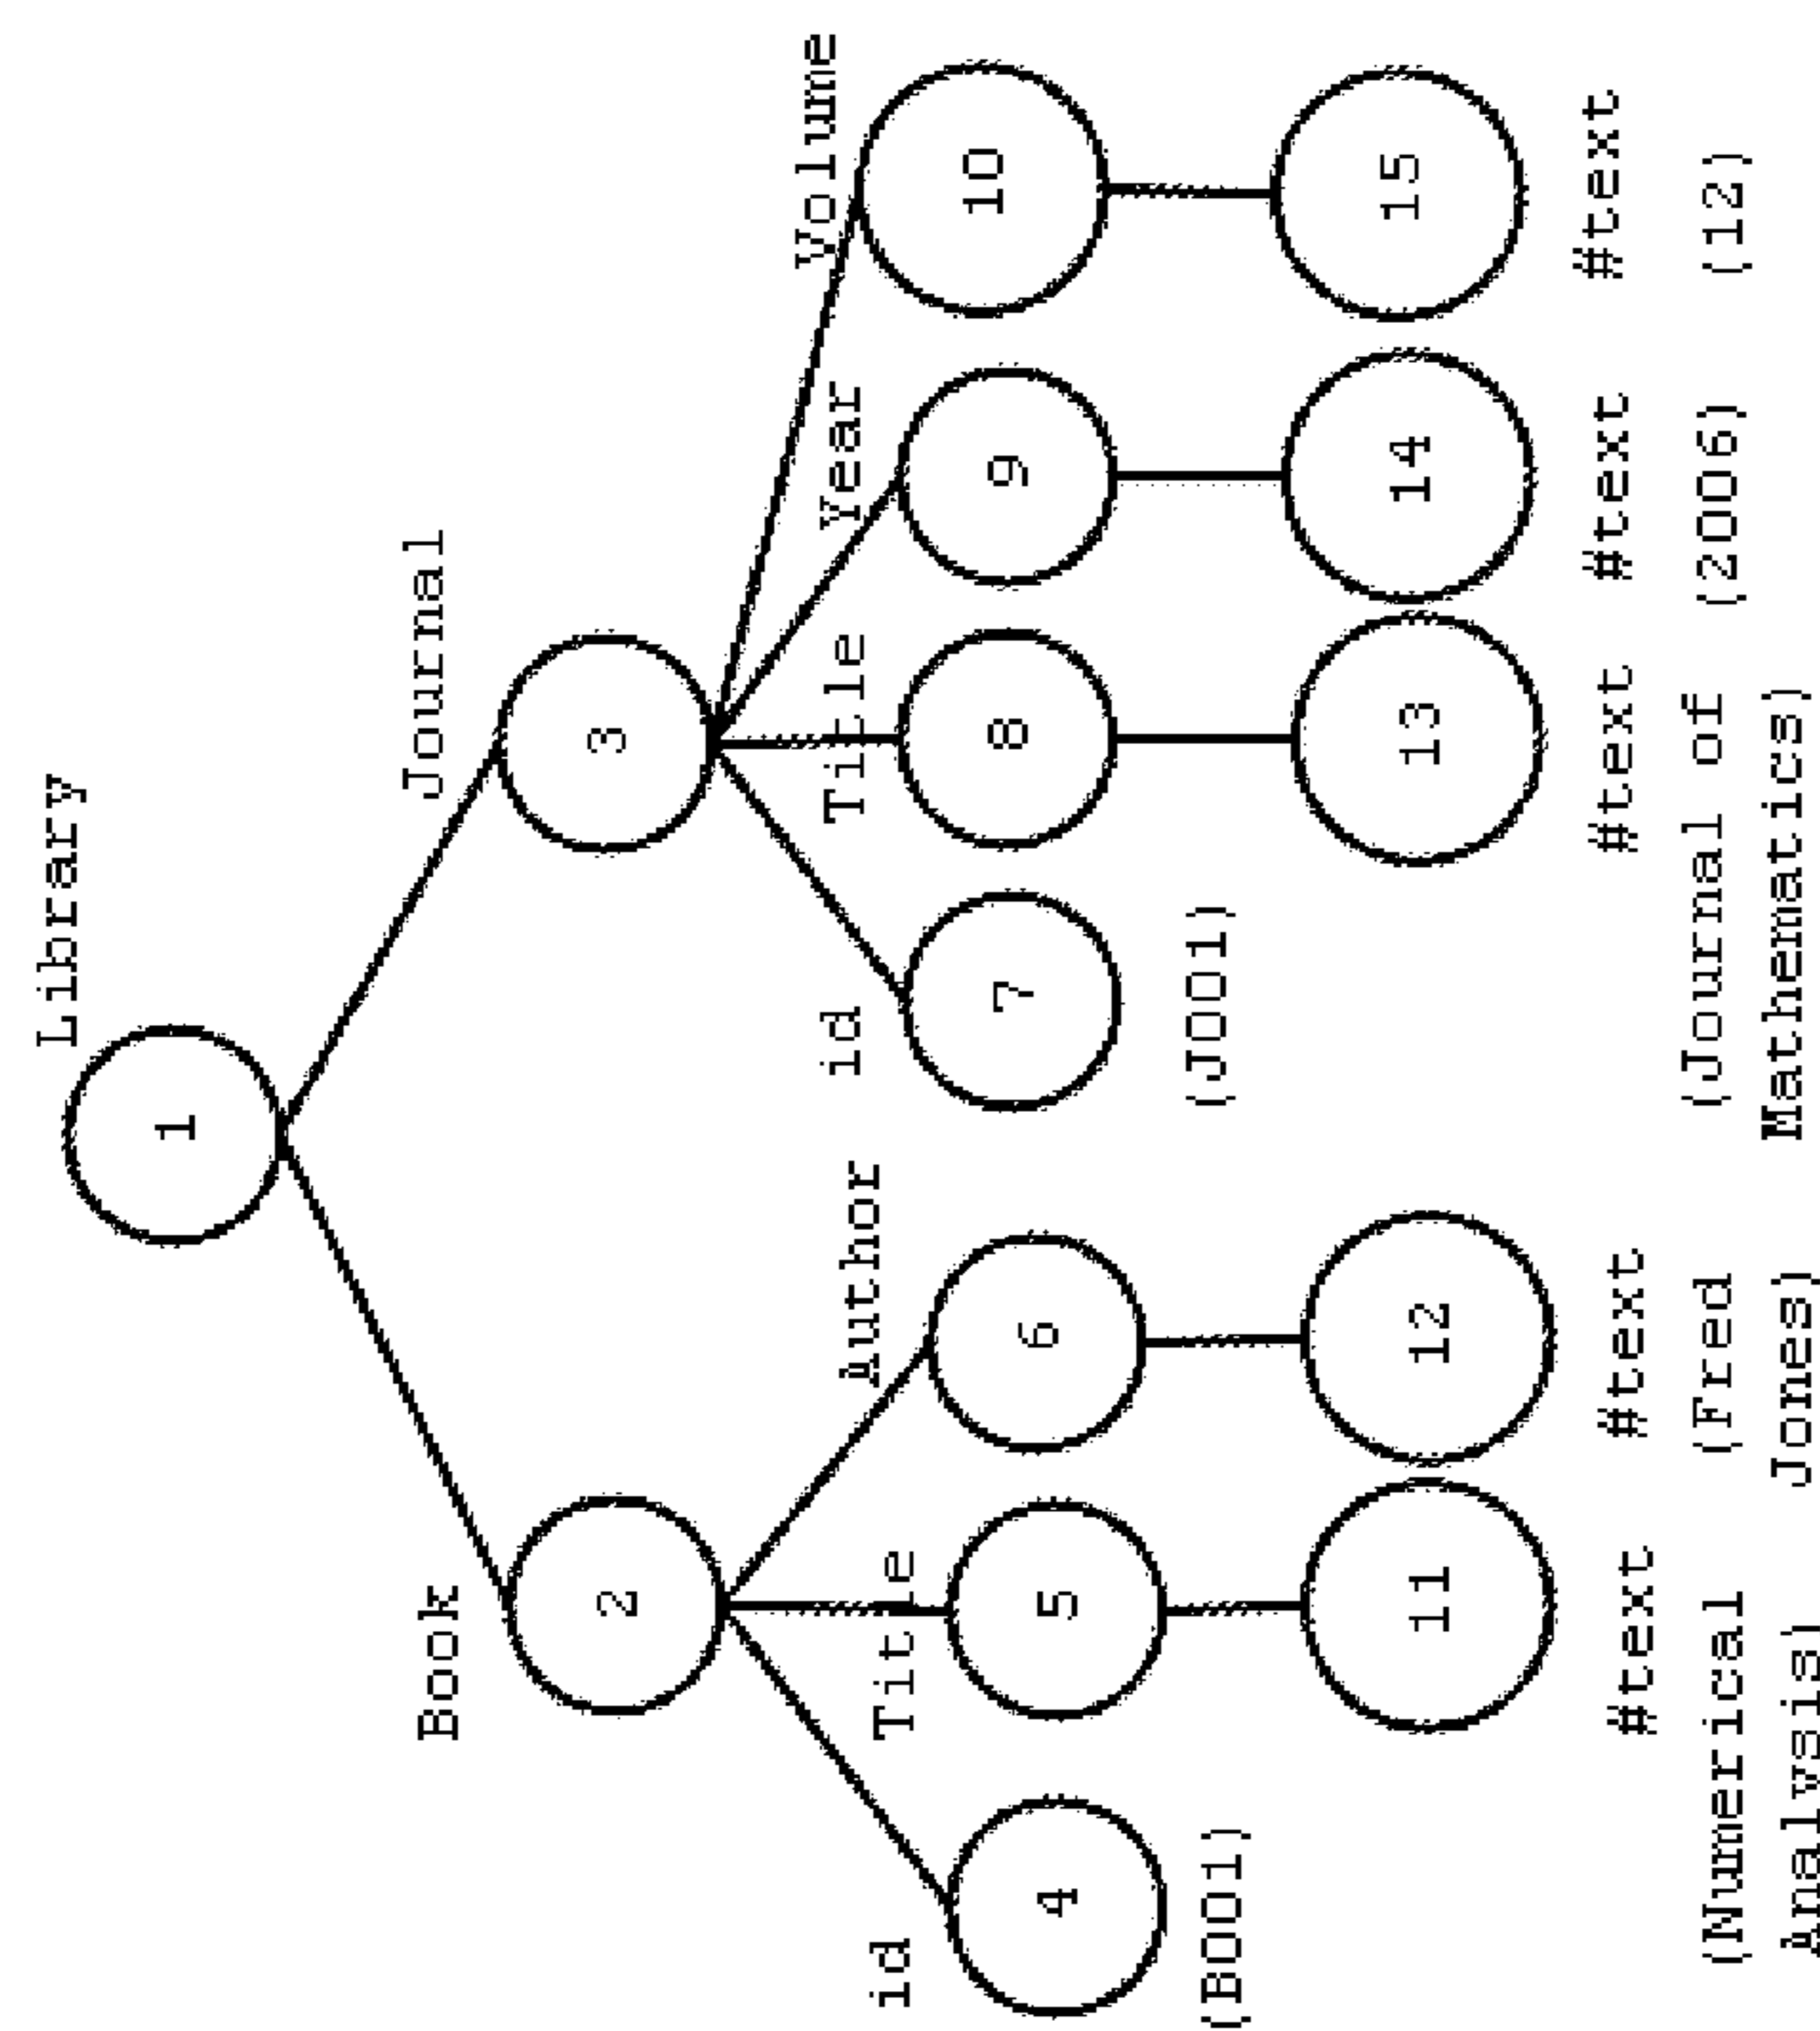 Library
1
Book
Journal
2
3
id
Title
Author
id
Title
Year
Volume
4
5
6
7
8
9
10
(B001)
(J001)
11
12
13
14
15
#text
#text
#text
#text
#text
(Numerical
Analysis)
(Fred
Jones)
(Journal of
Mathematics)
(2006)
(12)